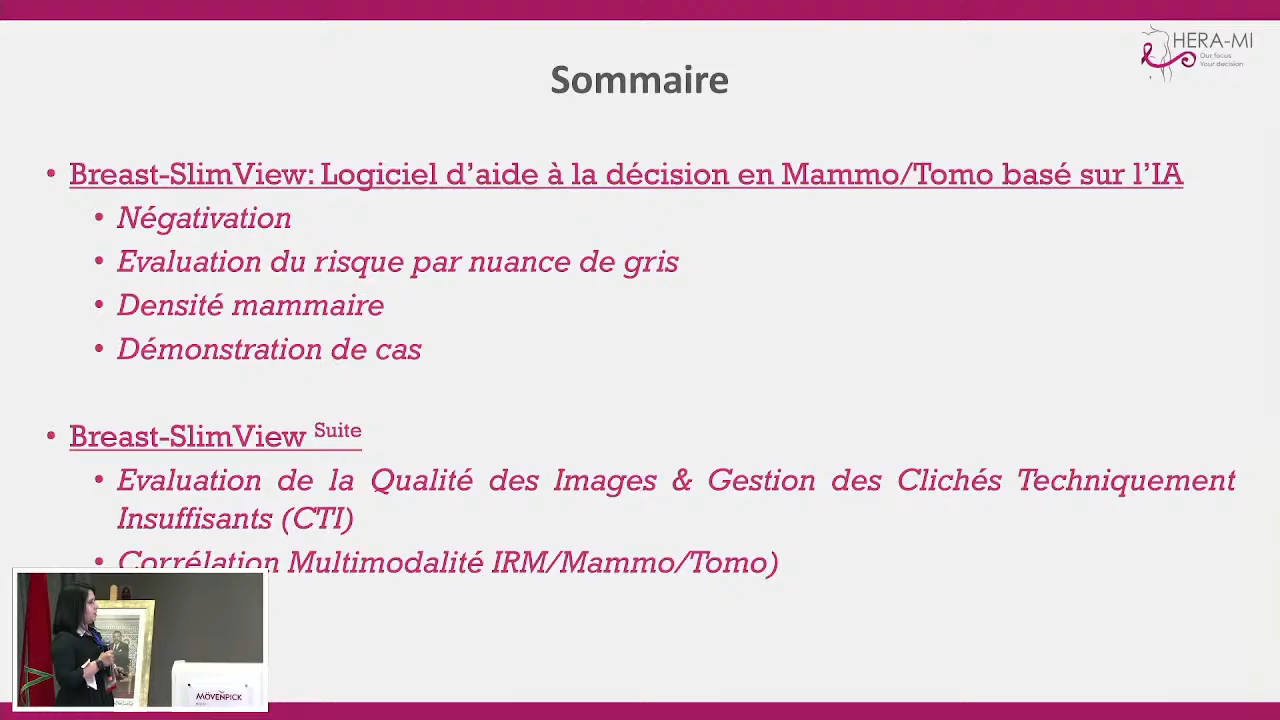 HERA-MI
Our focus
Your decision
Sommaire
• Breast-SlimView: Logiciel d’aide à la décision en Mammo/Tomo basé sur l’IA
• Négativation
• Evaluation du risque par nuance de gris
• Densité mammaire
• Démonstration de cas
• Breast-SlimView Suite
• Evaluation de la Qualité des Images & Gestion des Clichés Techniquement
Insuffisants (CTI)
• Corrélation Multimodalité IRM/Mammo/Tomo)
MÖVENPICK